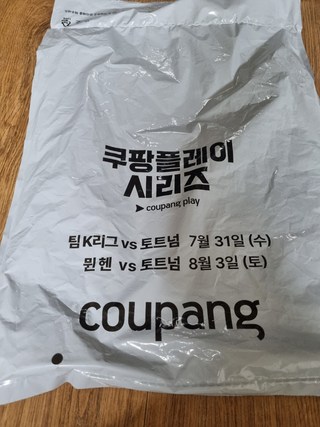 쿠팡플레이
시리즈
coupang play
팀K리그 vs 토트넘 7월 31일 (수)
뮌헨 vs 토트넘 8월 3일 (토)
coupang